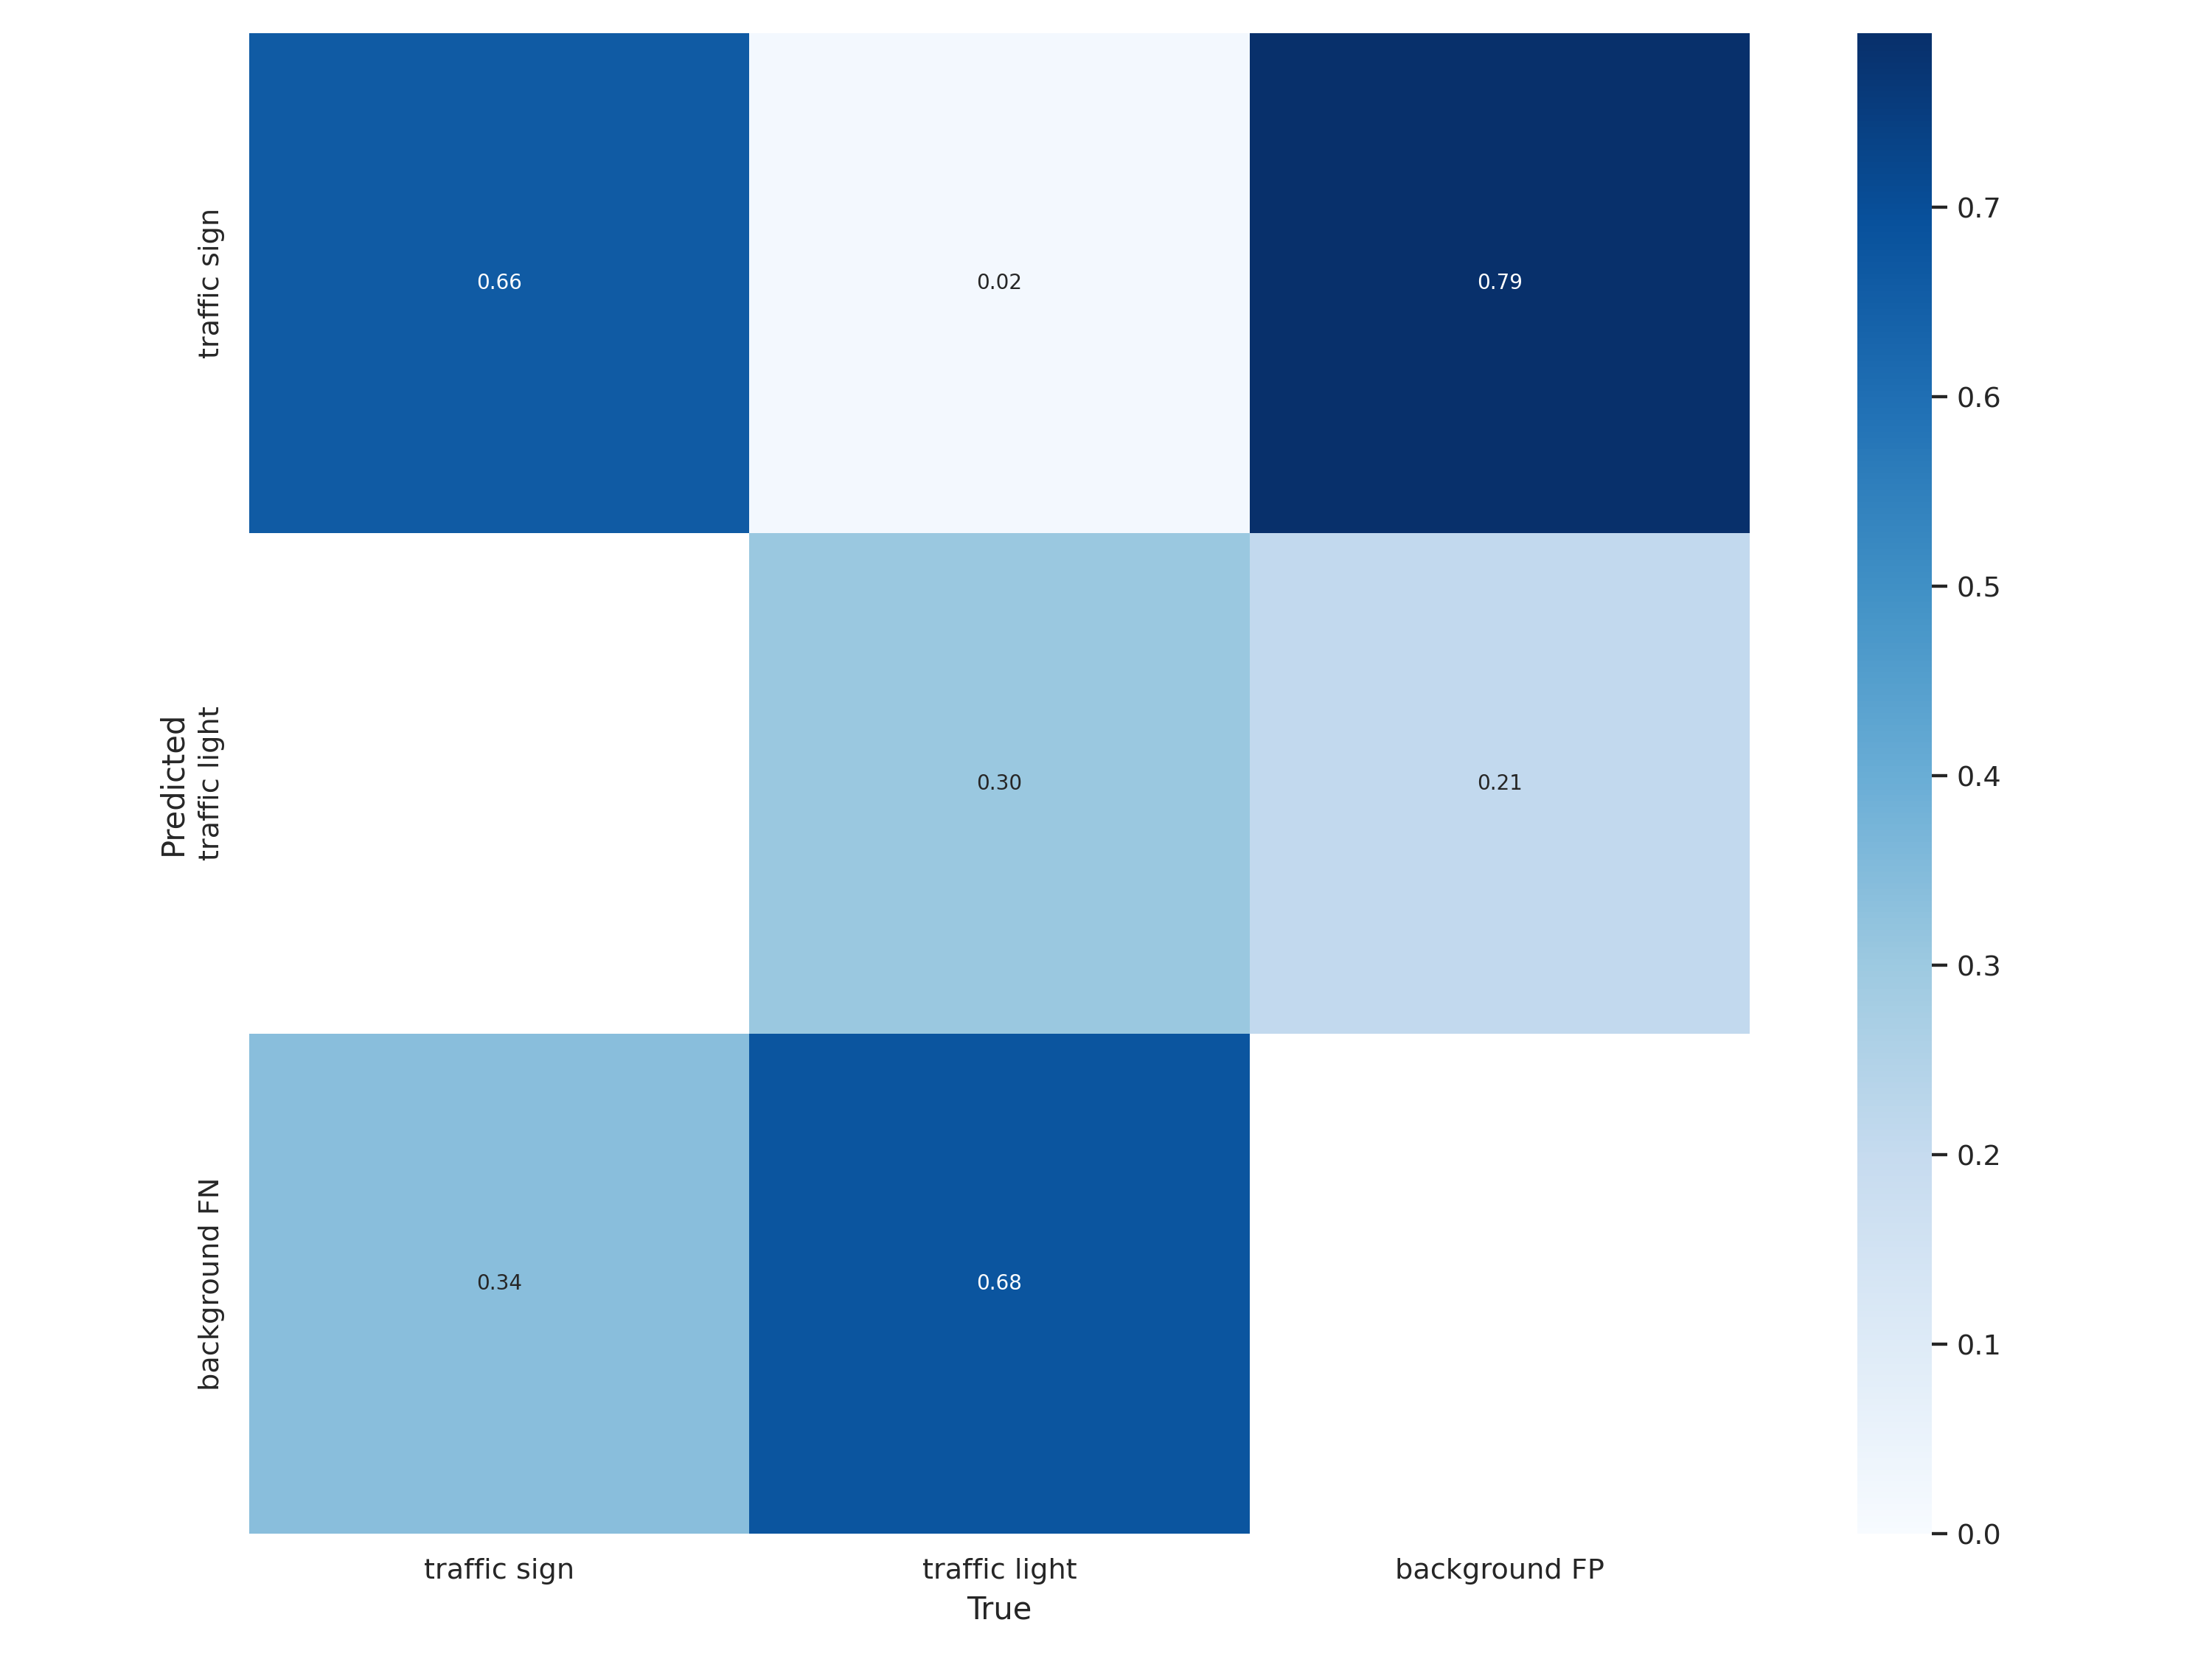 traffic sign
0.66
0.02
0.79
0.7
0.6
0.5
Predicted
traffic light
0.30
0.21
0.4
0.3
0.2
background FN
0.34
0.68
0.1
0.0
traffic sign
traffic light
background FP
True